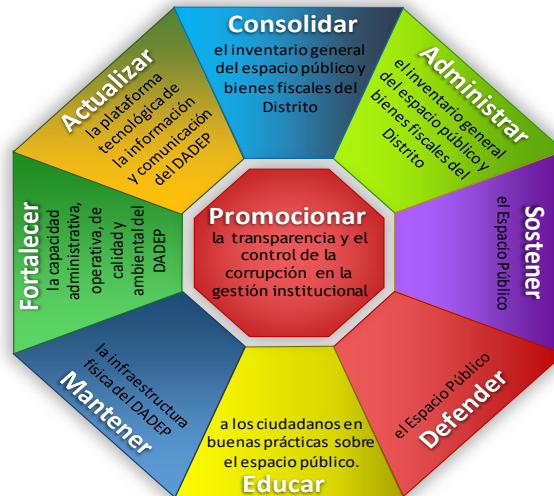 Consolidar
el inventario general
del espacio público y
bienes fiscales del
Distrito
Administrar
el inventario general
del espacio público y
bienes fiscales del
Distrito
Sostener
el Espacio Público
el Espacio Público
Defender
a los ciudadanos en
buenas prácticas sobre
el espacio público.
Educar
la infraestructura
física del DADEP
Mantener
Fortalecer
la capacidad
administrativa,
operativa, de
calidad y
ambiental del
DADEP
Actualizar
la plataforma
tecnológica de
la información
y comunicación
del DADEP
Promocionar
la transparencia y el
control de la
corrupción en la
gestión institucional